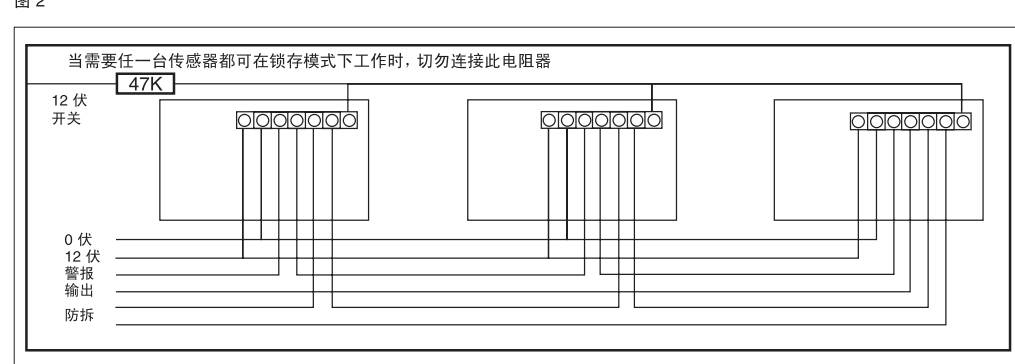 图 2
当需要任一台传感器都可在锁存模式下工作时, 切勿连接此电阻器
47K
12 伏
开关
0 伏
12 伏
警报
输出
防拆